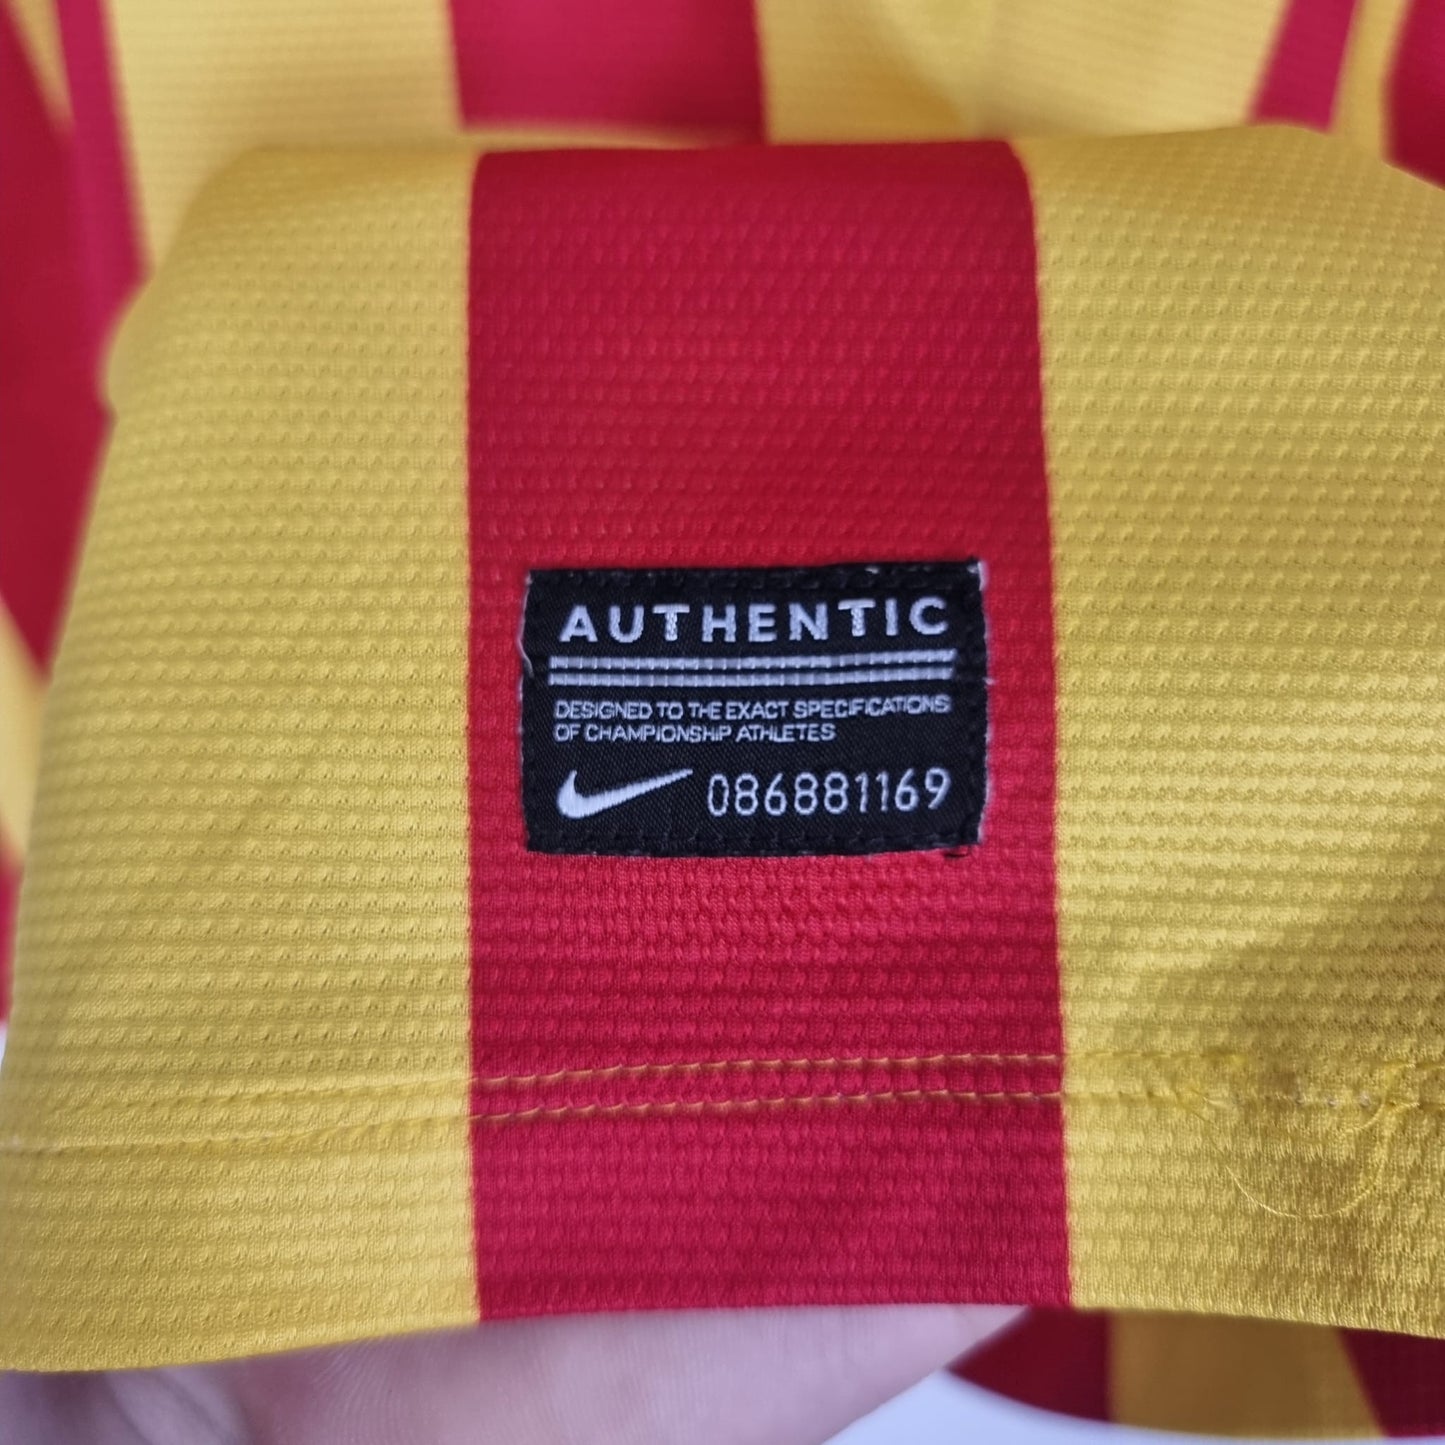 AUTHENTIC
DESIGNED TO THE EXACT SPECIFICATIONS
OF CHAMPIONSHIP ATHLETES
086881169